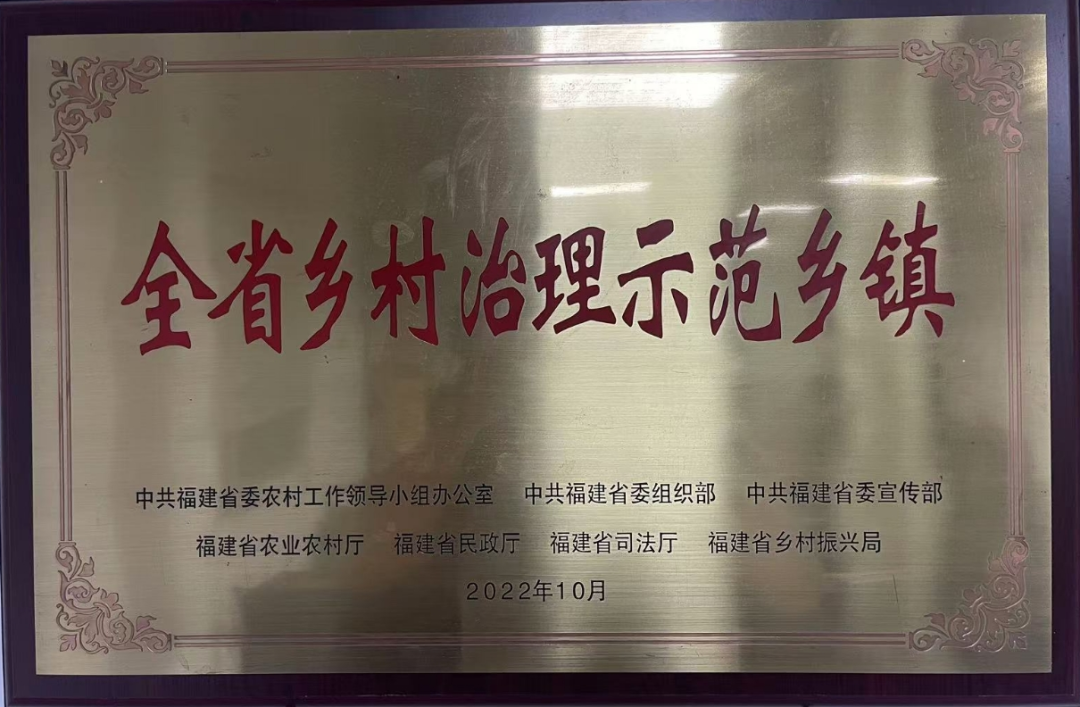 全省乡村治理示范乡镇
中共福建省委农村工作领导小组办公室 中共福建省委组织部 中共福建省委宣传部
福建省农业农村厅 福建省民政厅 福建省司法厅 福建省乡村振兴局
2022年10月